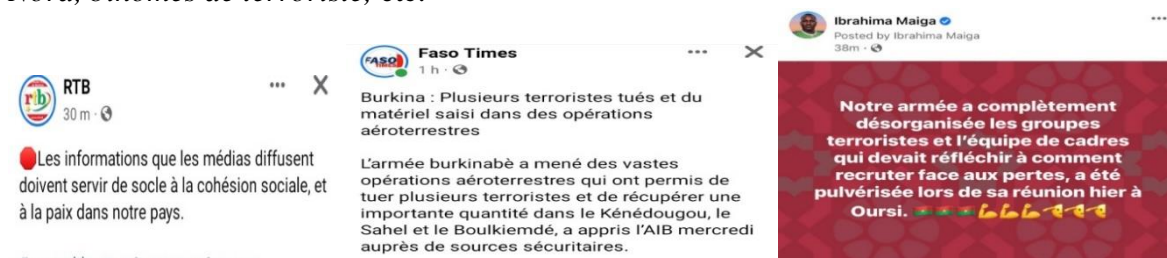 Nord, binômes de terroriste, etc.
RTB
30 m
Les informations que les médias diffusent
doivent servir de socle à la cohésion sociale, et
à la paix dans notre pays.
FASO
TIMES
Faso Times
1 h
Burkina : Plusieurs terroristes tués et du
matériel saisi dans des opérations
aéroterrestres
L'armée burkinabè a mené des vastes
opérations aéroterrestres qui ont permis de
tuer plusieurs terroristes et de récupérer une
importante quantité dans le Kénédougou, le
Sahel et le Boulkiemdé, a appris l'AIB mercredi
auprès de sources sécuritaires.
Ibrahima Maiga
Posted by Ibrahima Maiga
38m
Notre armée a complètement
désorganisée les groupes
terroristes et l'équipe de cadres
qui devait réfléchir à comment
recruter face aux pertes, a été
pulvérisée lors de sa réunion hier à
Oursi.